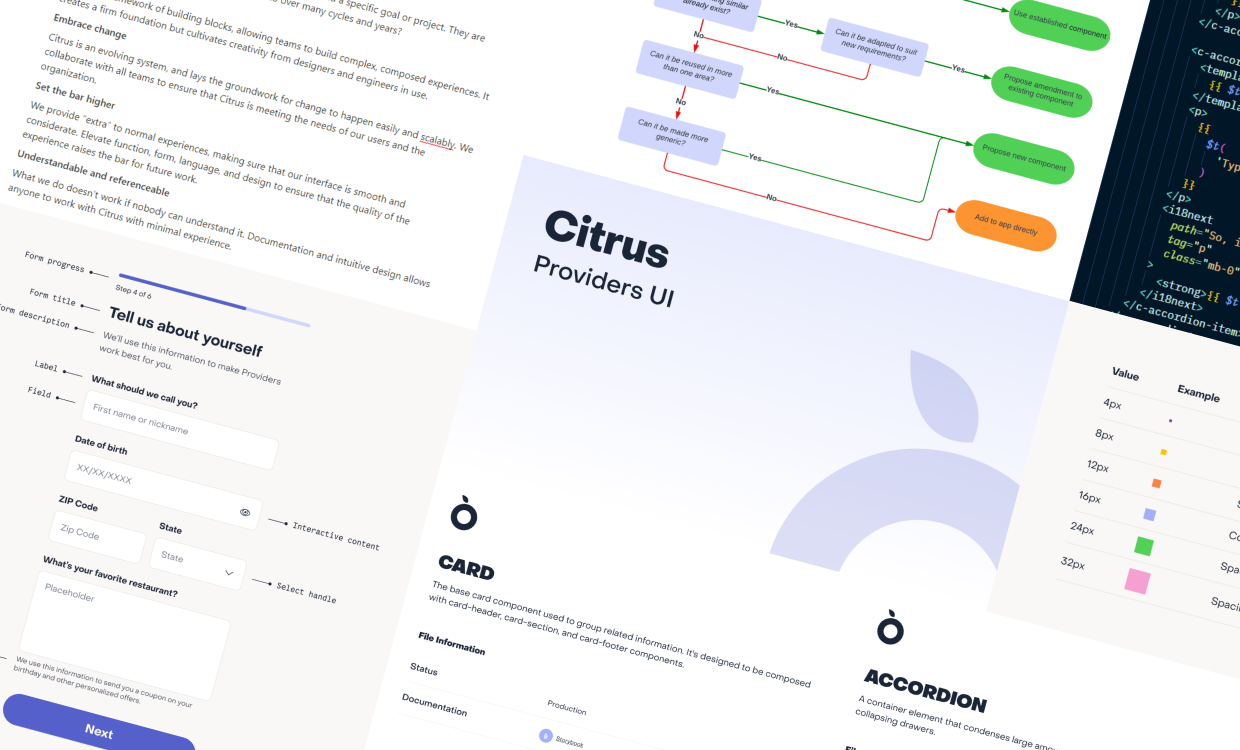 a specific goal or project. They are
over many cycles and years?
framework of building blocks, allowing teams to build complex, composed experiences. It
creates a firm foundation but cultivates creativity from designers and engineers in use.
Embrace change
Citrus is an evolving system, and lays the groundwork for change to happen easily and scalably. We
collaborate with all teams to ensure that Citrus is meeting the needs of our users and the
organization.
Set the bar higher
We provide "extra" to normal experiences, making sure that our interface is smooth and
considerate. Elevate function, form, language, and design to ensure that the quality of the
experience raises the bar for future work.
Understandable and referenceable
What we do doesn't work if nobody can understand it. Documentation and intuitive design allows
anyone to work with Citrus with minimal experience.
similar
already exist?
Yes
Can it be adapted to suit
new requirements?
Yes
Use established component
Propose amendment to
existing component
No
No
Can it be reused in more
than one area?
Yes
Propose new component
No
Can it be made more
generic?
Yes
No
Add to app directly
</p>
</c-accor
<c-accor
<templa
{{ $t
</templa
<p>
{{
$t(
'Typ
)
}}
</p>
<i18next
path="So, i
tag="p"
class="mb-0"
>
<strong>{{ $t
</i18next>
</c-accordion-item>
Form progress
Step 4 of 6
Form title
Tell us about yourself
Form description
We'll use this information to make Providers
work best for you.
Label
What should we call you?
Field
First name or nickname
Date of birth
XX/XX/XXXX
Interactive content
ZIP Code
State
Zip Code
State
Select handle
What's your favorite restaurant?
Placeholder
We use this information to send you a coupon on your
birthday and other personalized offers.
Next
Citrus
Providers UI
CARD
The base card component used to group related information. It's designed to be composed
with card-header, card-section, and card-footer components.
File Information
Status
Production
Documentation
Storybook
Value
Example
4px
8px
12px
16px
24px
32px
Co
Spa
Spacin
ACCORDION
A container element that condenses large amo
collapsing drawers.